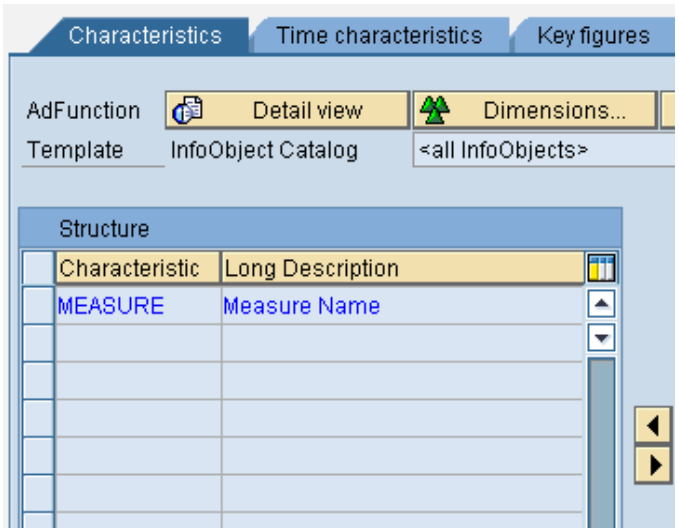 Characteristics Time characteristics Key figures
AdFunction Detail view Dimensions...
Template InfoObject Catalog <all InfoObjects>
Structure
Characteristic Long Description
MEASURE Measure Name